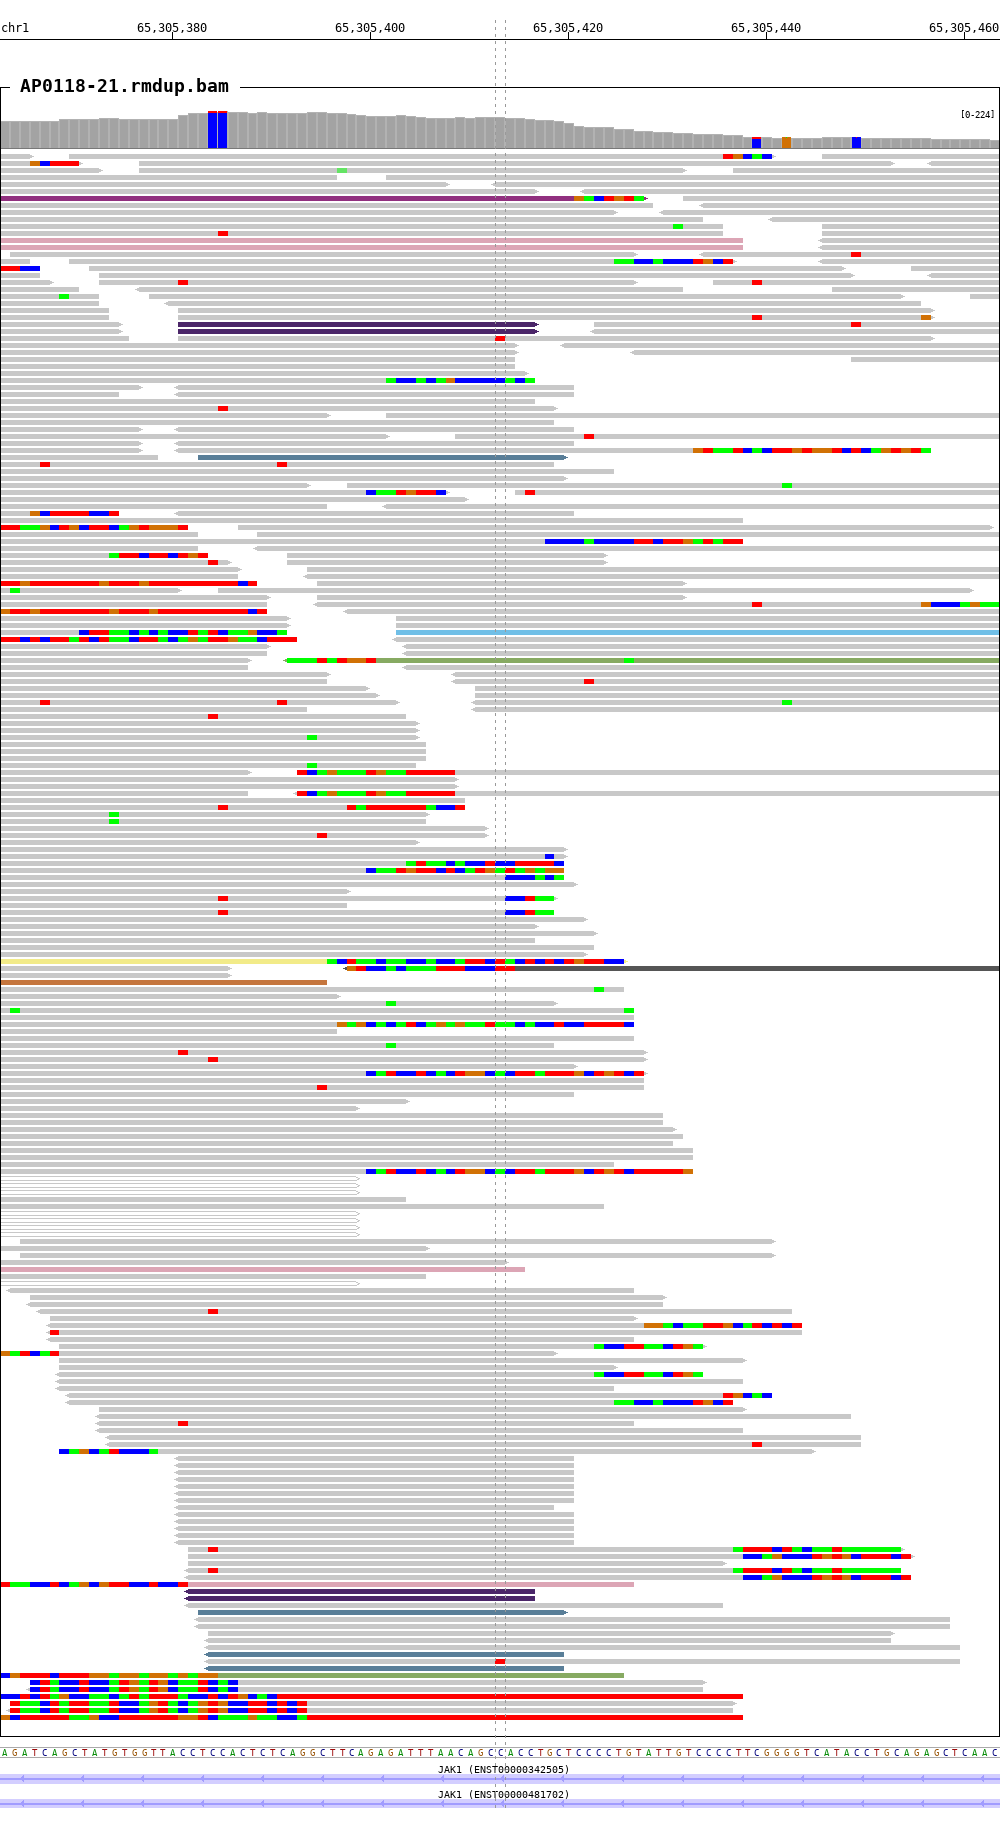 chr1 65,305,380 65,305,400 65,305,420 65,305,440 65,305,460
AP0118-21.rmdup.bam
[0-224]
AGATCAGCTATGTGGTTACCTCCACTCTCAGGCTTCAGAGATTTAACAGCCACCTGCTCCCCTGTATTGTCCCCTTCGGGGTCATACCTGCAGAGCTCAAC
JAK1 (ENST00000342505)
JAK1 (ENST00000481702)